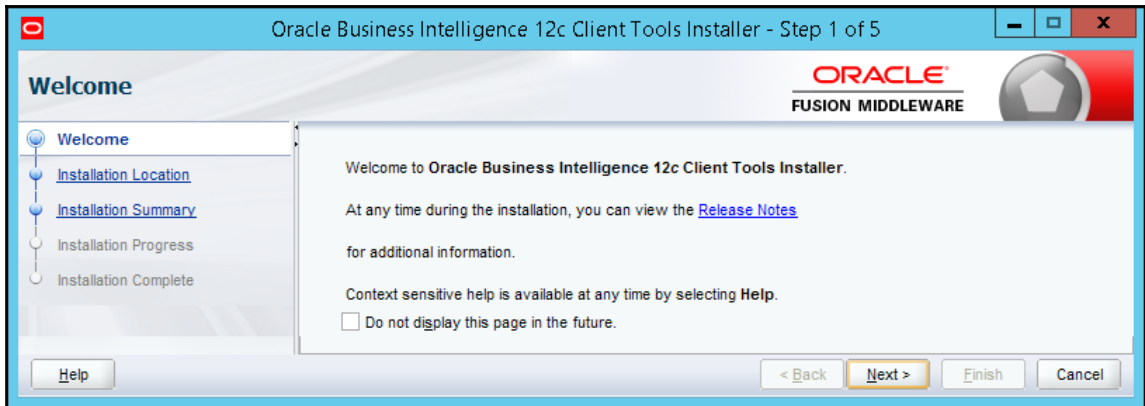 Oracle Business Intelligence 12c Client Tools Installer - Step 1 of 5
Welcome
ORACLE®
FUSION MIDDLEWARE
Welcome
Installation Location
Installation Summary
Installation Progress
Installation Complete
Welcome to Oracle Business Intelligence 12c Client Tools Installer.
At any time during the installation, you can view the Release Notes
for additional information.
Context sensitive help is available at any time by selecting Help.
Do not display this page in the future.
Help
< Back
Next >
Finish
Cancel